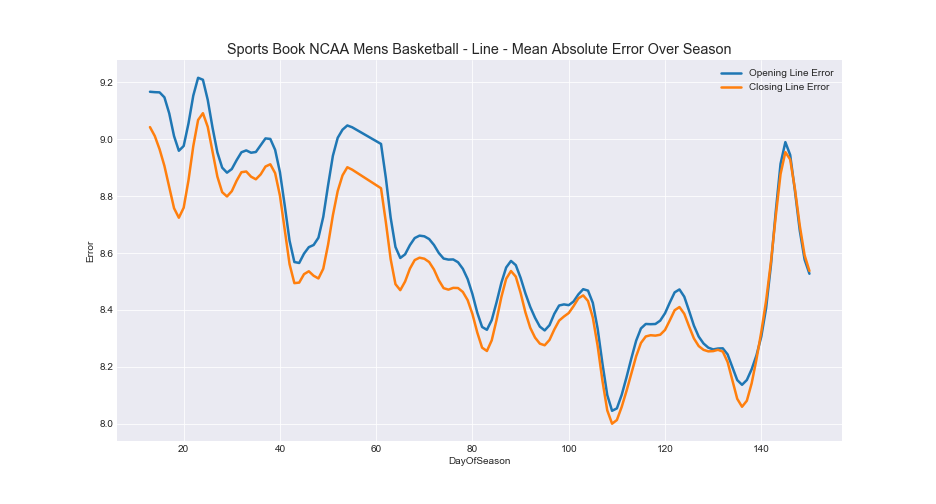 Sports Book NCAA Mens Basketball - Line - Mean Absolute Error Over Season
Opening Line Error
Closing Line Error
9.2
9.0
8.8
8.6
8.4
8.2
8.0
Error
20 40 60 80 100 120 140
DayOfSeason